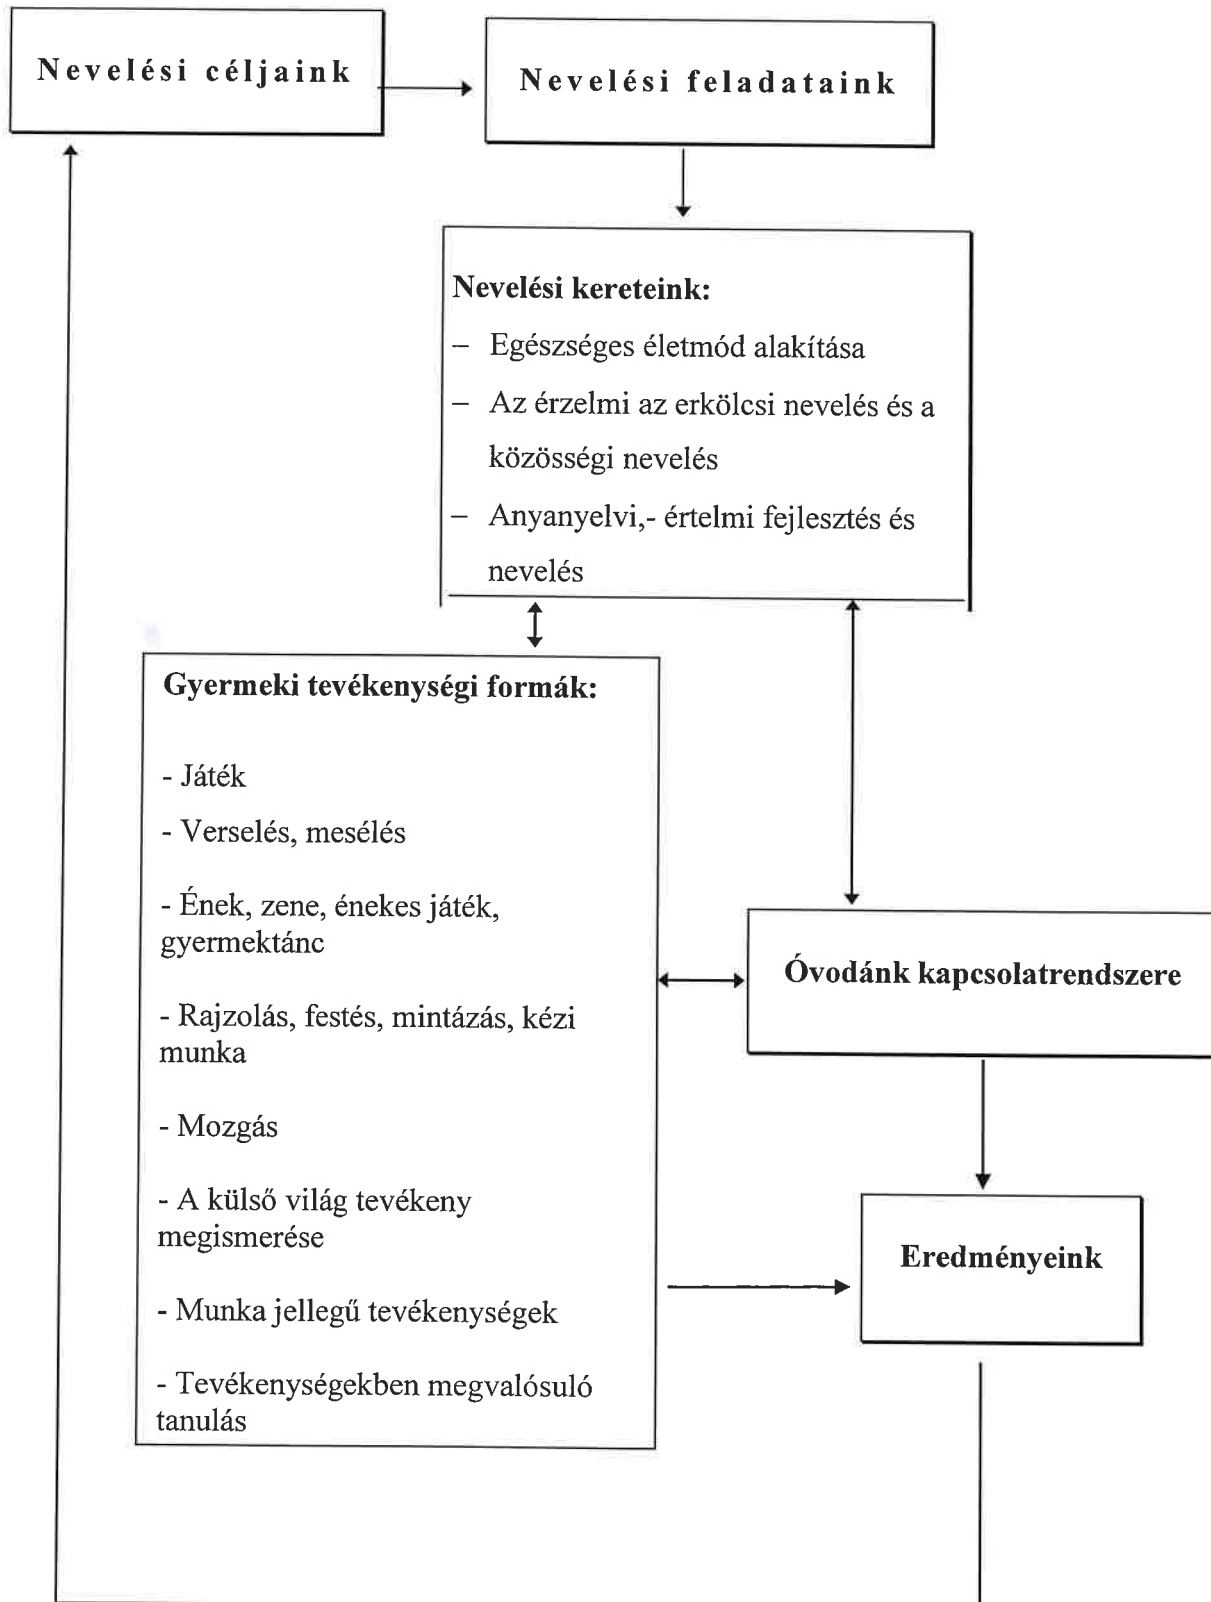 Nevelési céljaink
Nevelési feladataink
Nevelési kereteink:
– Egészséges életmód alakítása
– Az érzelmi az erkölcsi nevelés és a
közösségi nevelés
– Anyanyelvi,- értelmi fejlesztés és
nevelés
Gyermeki tevékenységi formák:
- Játék
- Verselés, mesélés
- Ének, zene, énekes játék,
gyermektánc
- Rajzolás, festés, mintázás, kézi
munka
- Mozgás
- A külső világ tevékeny
megismerése
- Munka jellegű tevékenységek
- Tevékenységekben megvalósuló
tanulás
Óvodánk kapcsolatrendszere
Eredményeink